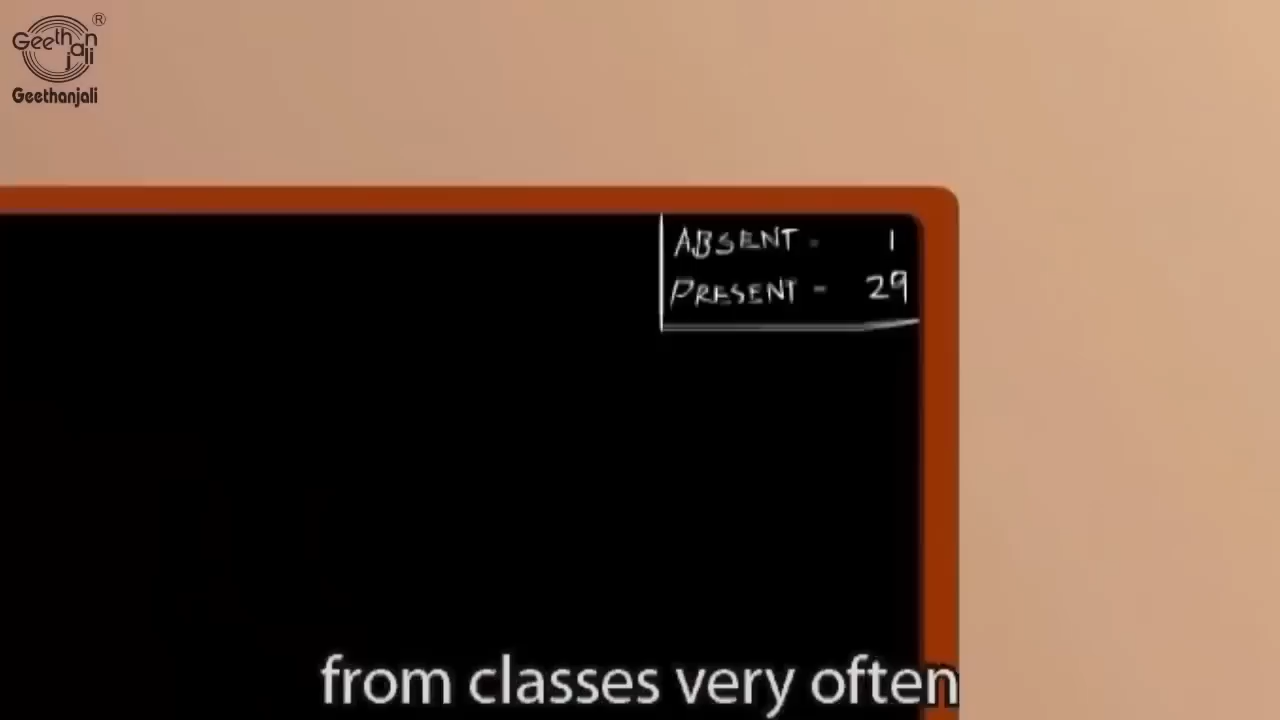 Geethanjali
®
Geethanjali
ABSENT - 1
PRESENT - 29
from classes very often